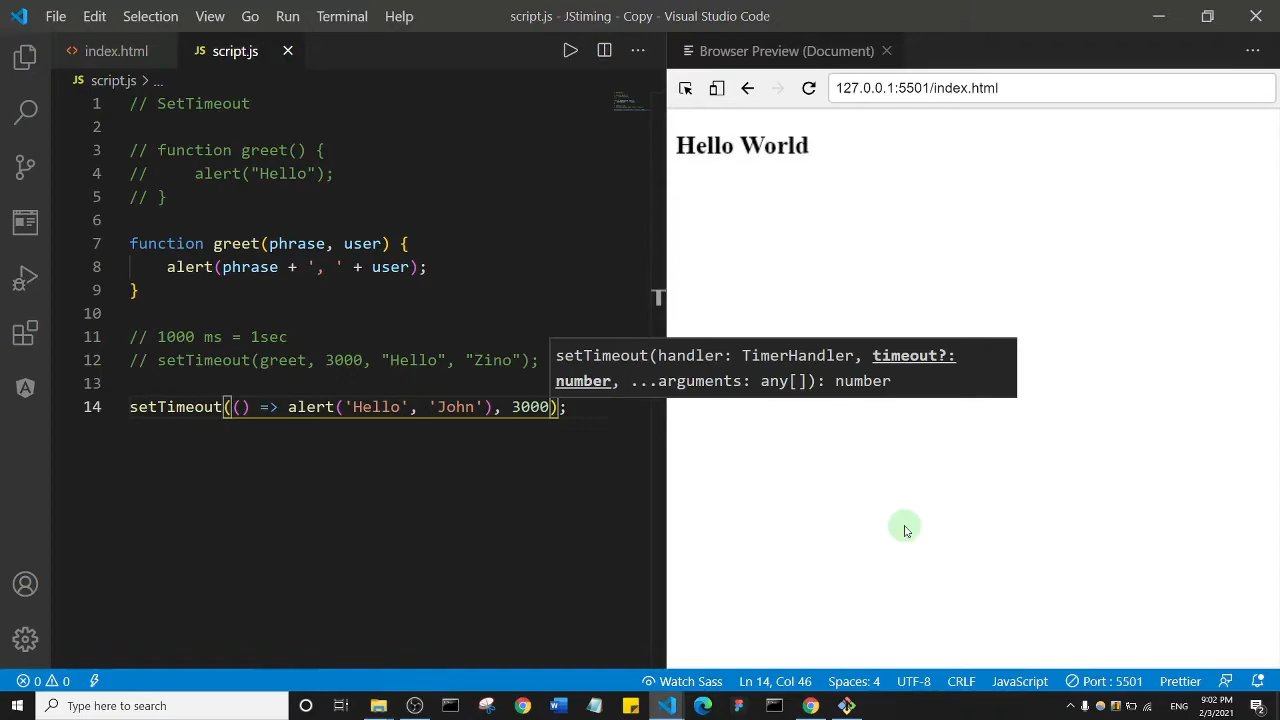 File Edit Selection View Go Run Terminal Help script.js - JStiming - Copy - Visual Studio Code
index.html JS script.js
Browser Preview (Document)
JS script.js > ...
127.0.0.1:5501/index.html
1 // SetTimeout
2
3 // function greet() {
4 //     alert("Hello");
5 // }
6
7 function greet(phrase, user) {
8     alert(phrase + ', ' + user);
9 }
10
11 // 1000 ms = 1sec
12 // setTimeout(greet, 3000, "Hello", "Zino");
13
14 setTimeout(() => alert('Hello', 'John'), 3000);
Hello World
T
setTimeout(handler: TimerHandler, timeout?:
number, ...arguments: any[]): number
0 0 Watch Sass Ln 14, Col 46 Spaces: 4 UTF-8 CRLF JavaScript Port : 5501 Prettier
Type here to search
ENG 9:02 PM
2/3/2021
2